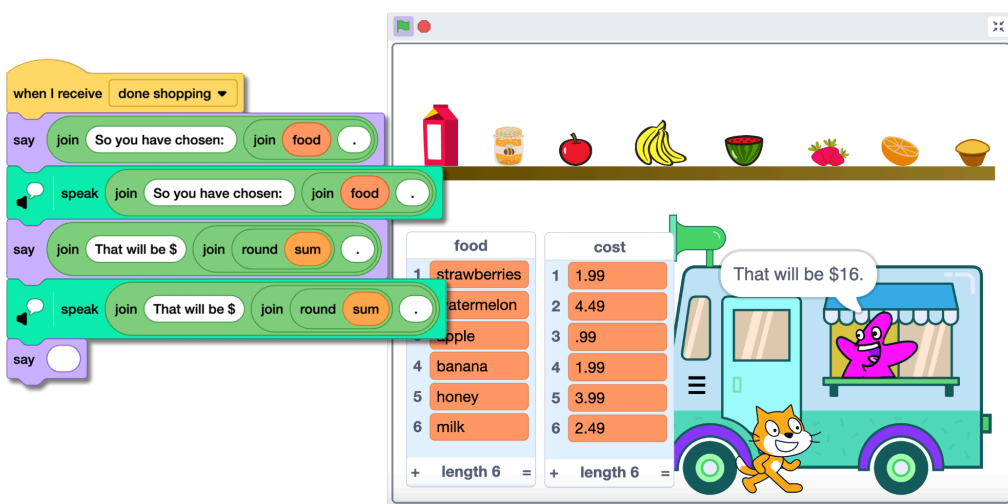 when I receive done shopping
say join So you have chosen: join food .
speak join So you have chosen: join food .
say join That will be $ join round sum .
speak join That will be $ join round sum .
say
food
1 strawberries
watermelon
3 apple
4 banana
5 honey
6 milk
+ length 6 =
cost
1 1.99
2 4.49
3 .99
4 1.99
5 3.99
6 2.49
+ length 6 =
That will be $16.